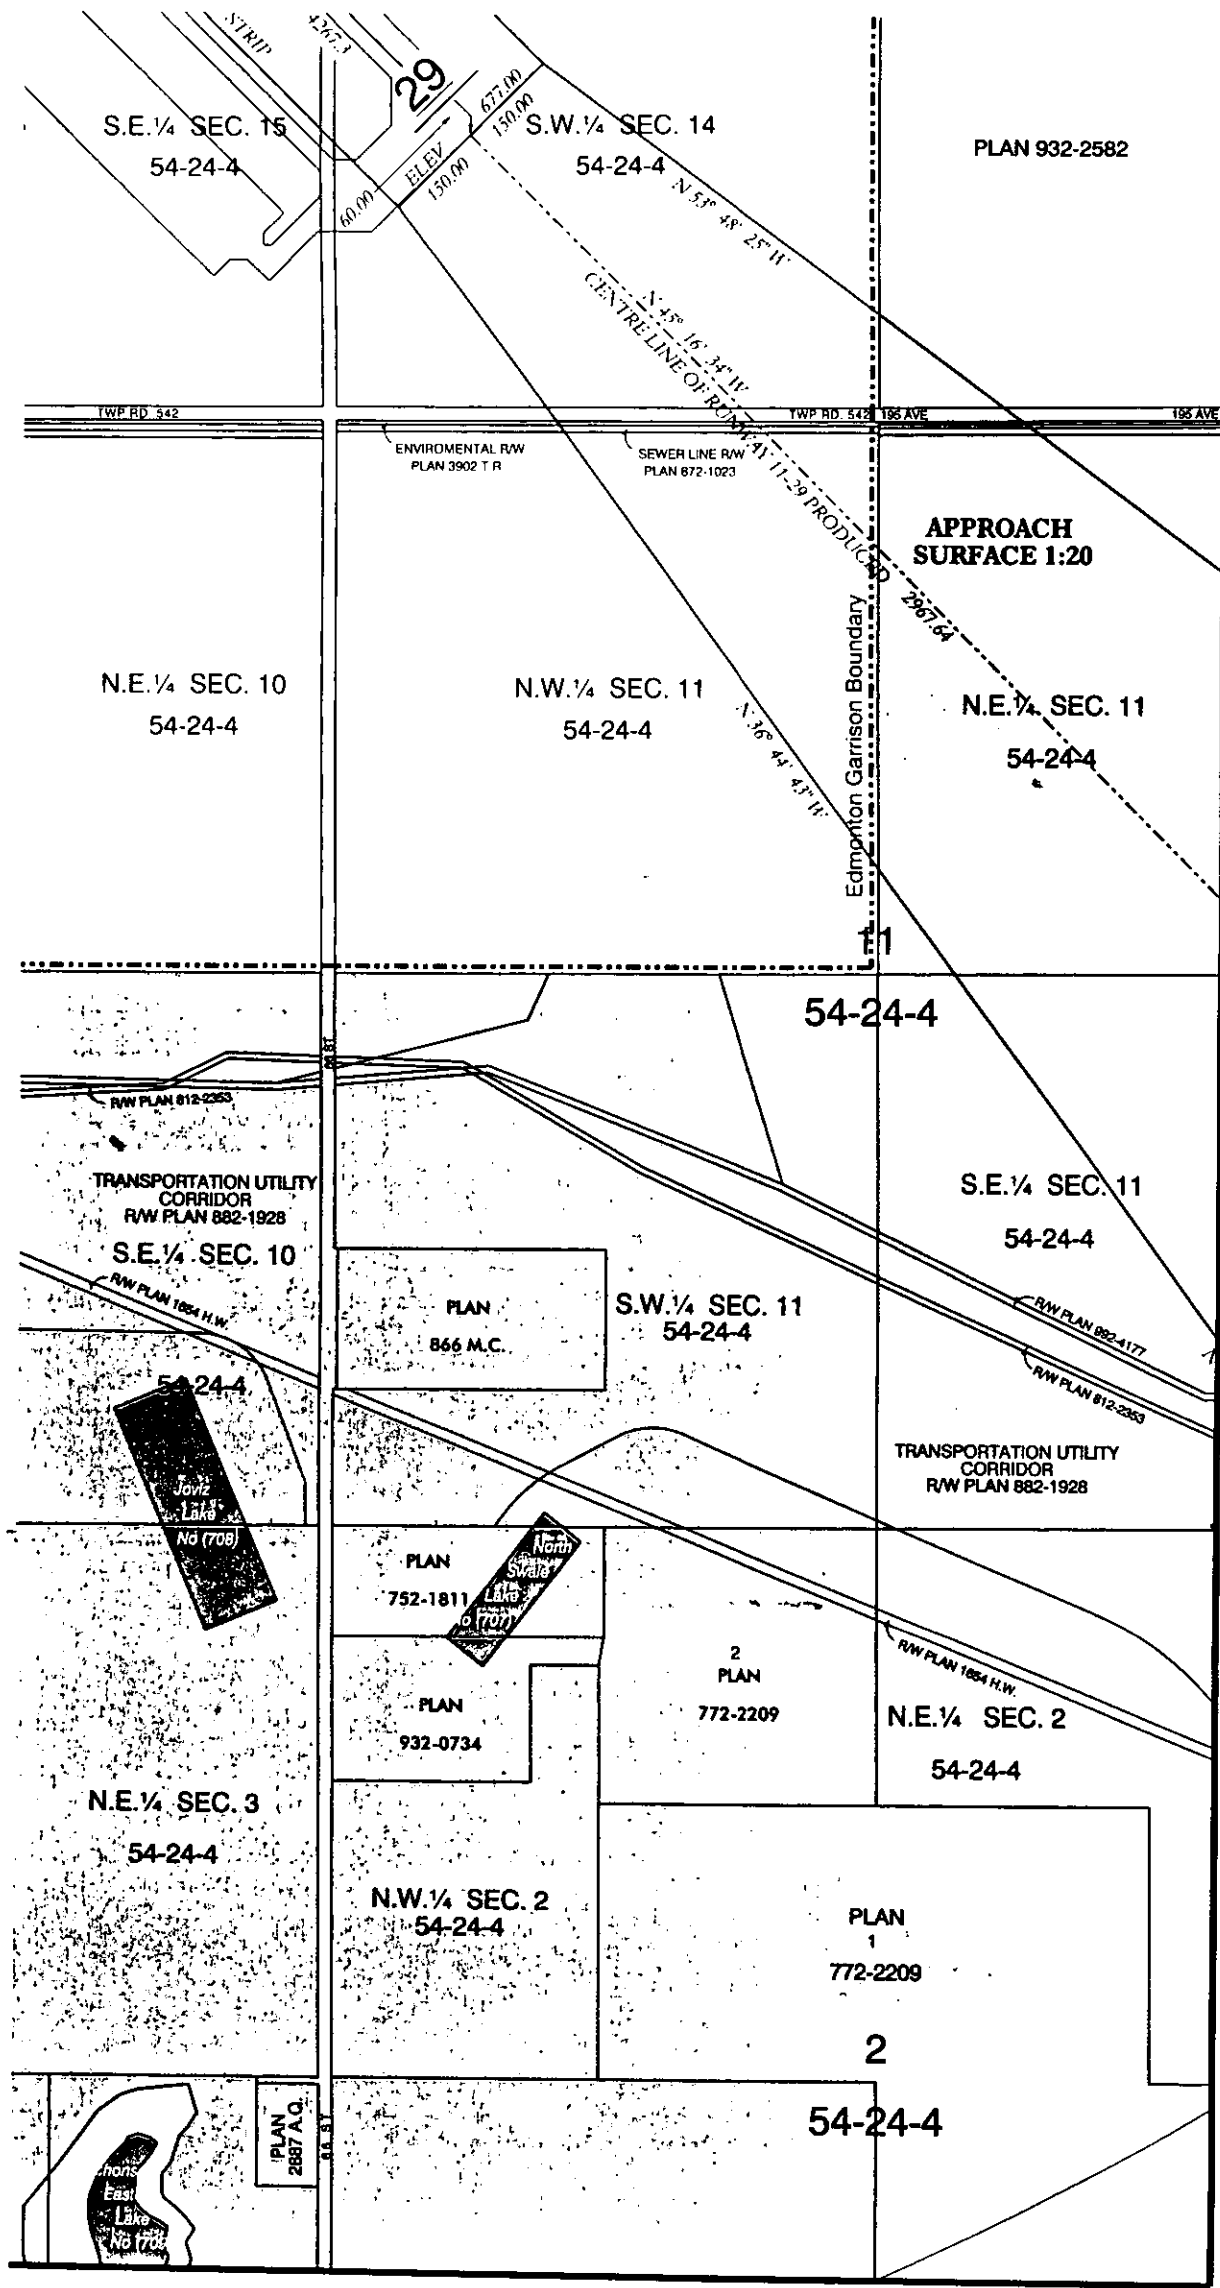 STRIP
4267.3
29
677.00
150.00
S.E.¼ SEC. 15
54-24-4
S.W.¼ SEC. 14
54-24-4
PLAN 932-2582
ELEV
60.00
150.00
N 53° 48' 25" W
N 45° 16' 34" W
CENTRE LINE OF RUNWAY 11-29 PRODUCED
2967.64
TWP RD. 542
TWP RD. 542
195 AVE
195 AVE
ENVIROMENTAL R/W
PLAN 3902 T R
SEWER LINE R/W
PLAN 872-1023
APPROACH
SURFACE 1:20
Edmonton Garrison Boundary
N.E.¼ SEC. 10
54-24-4
N.W.¼ SEC. 11
54-24-4
N.E.¼ SEC. 11
54-24-4
N 36° 44' 43" W
11
54-24-4
R/W PLAN 812-2353
TRANSPORTATION UTILITY
CORRIDOR
R/W PLAN 882-1928
S.E.¼ SEC. 10
54-24-4
R/W PLAN 1654 H.W.
S.E.¼ SEC. 11
54-24-4
PLAN
866 M.C.
S.W.¼ SEC. 11
54-24-4
R/W PLAN 992-4177
R/W PLAN 812-2353
TRANSPORTATION UTILITY
CORRIDOR
R/W PLAN 882-1928
Joviz
Lake
No (708)
PLAN
752-1811
North
Swale
Lake
o (707)
2
PLAN
772-2209
R/W PLAN 1654 H.W.
PLAN
932-0734
N.E.¼ SEC. 2
54-24-4
N.E.¼ SEC. 3
54-24-4
N.W.¼ SEC. 2
54-24-4
PLAN
1
772-2209
2
54-24-4
PLAN
2887 A.Q.
66 ST
chons
East
Lake